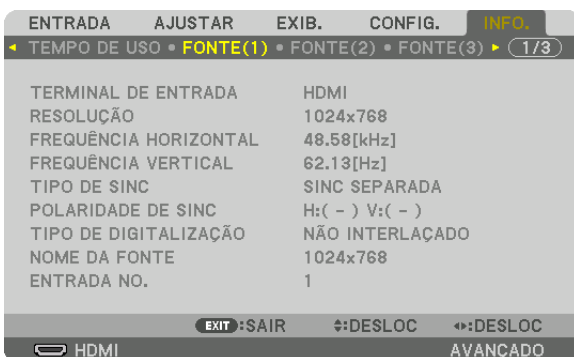 ENTRADA AJUSTAR EXIB. CONFIG. INFO.
TEMPO DE USO • FONTE(1) • FONTE(2) • FONTE(3) 1/3
TERMINAL DE ENTRADA HDMI
RESOLUÇÃO 1024x768
FREQUÊNCIA HORIZONTAL 48.58[kHz]
FREQUÊNCIA VERTICAL 62.13[Hz]
TIPO DE SINC SINC SEPARADA
POLARIDADE DE SINC H:( - ) V:( - )
TIPO DE DIGITALIZAÇÃO NÃO INTERLAÇADO
NOME DA FONTE 1024x768
ENTRADA NO. 1
EXIT :SAIR :DESLOC :DESLOC
HDMI AVANÇADO